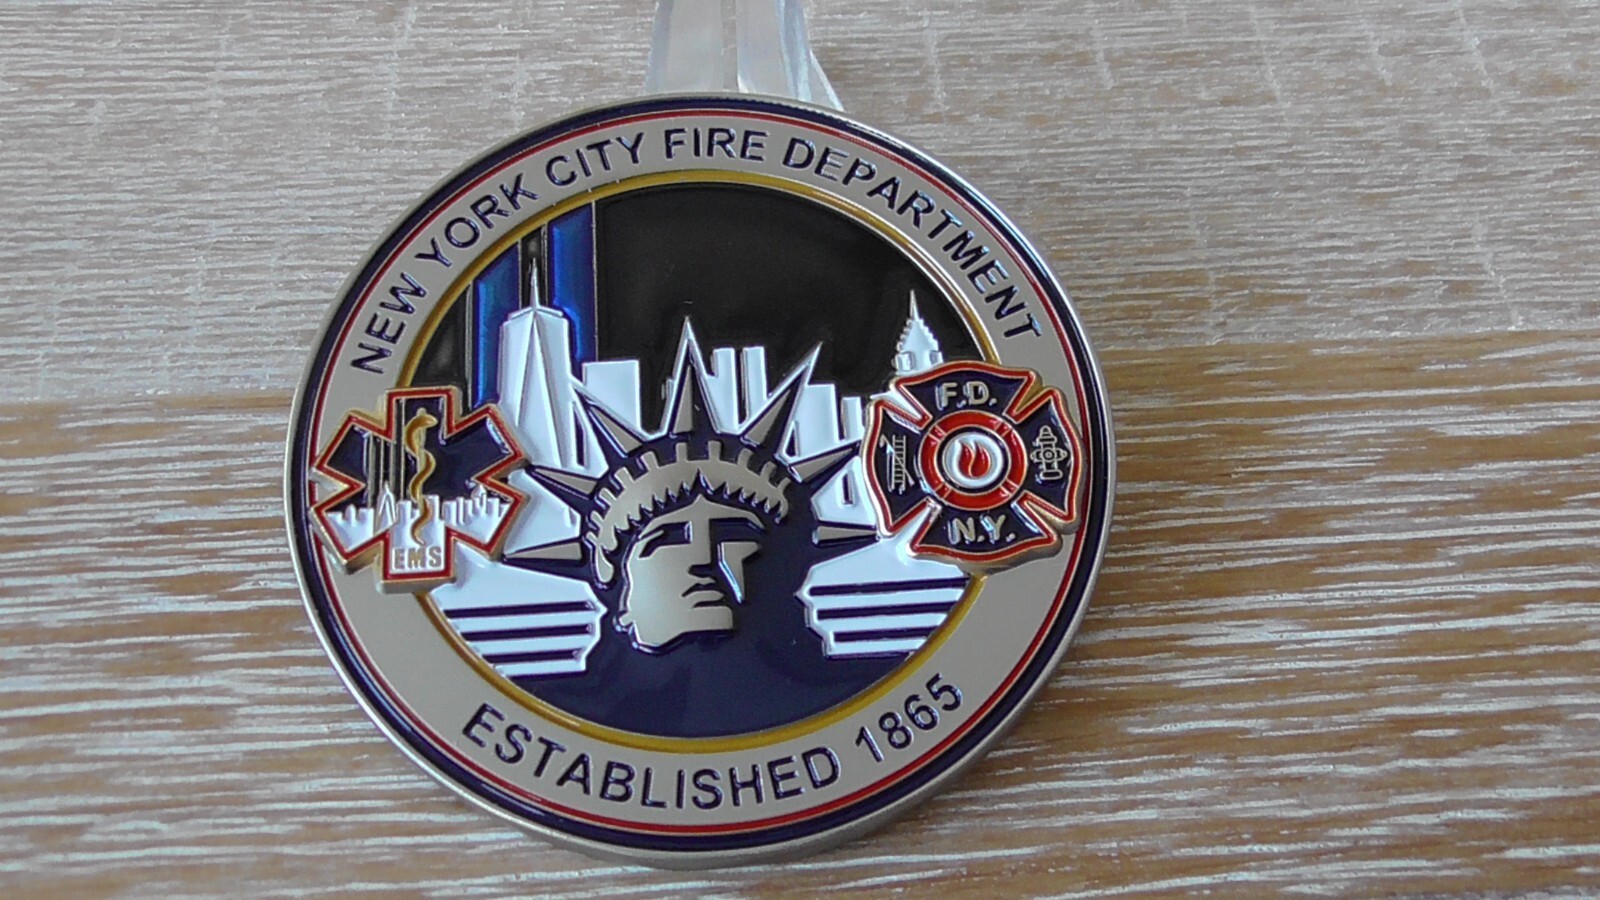 NEW YORK CITY FIRE DEPARTMENT
EMS
F.D.
N.Y.
ESTABLISHED 1865